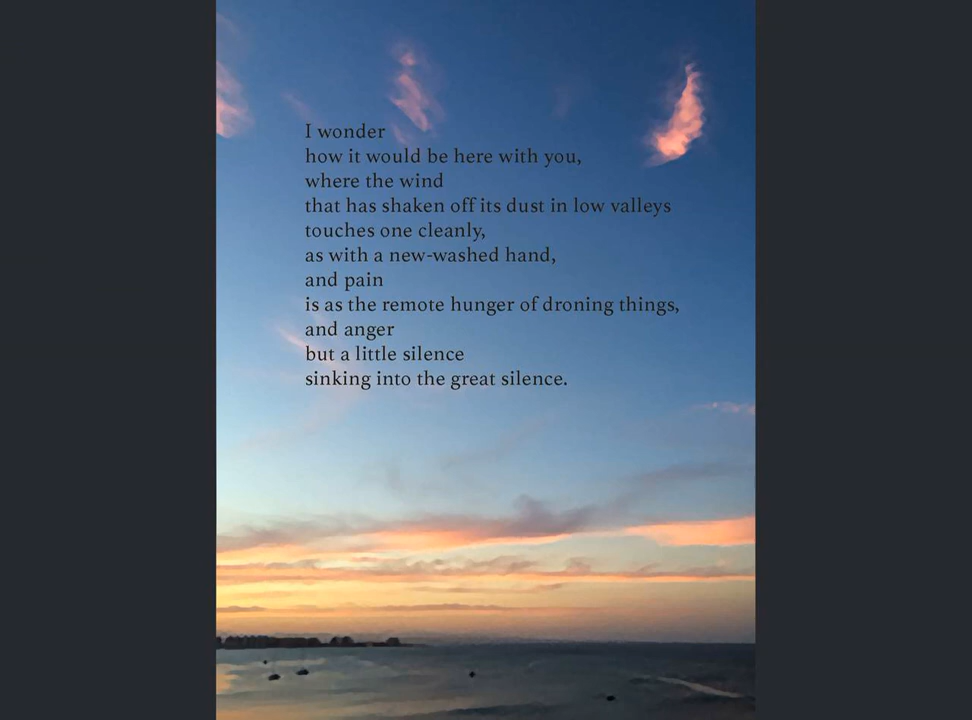 I wonder
how it would be here with you,
where the wind
that has shaken off its dust in low valleys
touches one cleanly,
as with a new-washed hand,
and pain
is as the remote hunger of droning things,
and anger
but a little silence
sinking into the great silence.